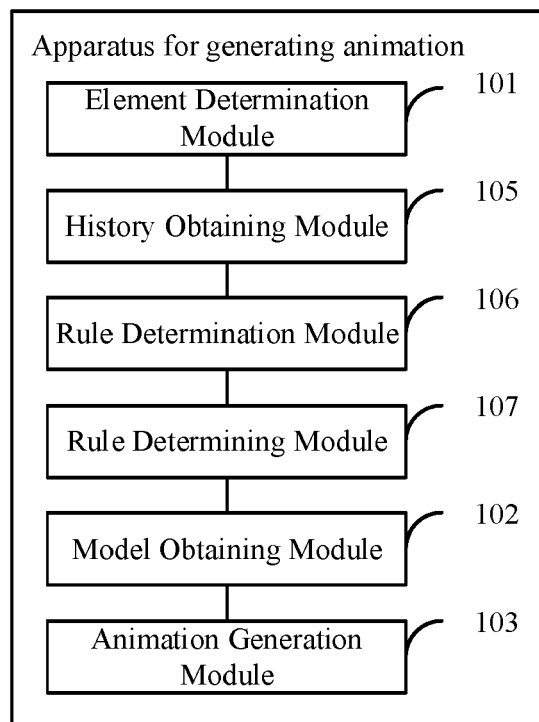 Apparatus for generating animation
Element Determination
Module
101
History Obtaining Module
105
Rule Determination Module
106
Rule Determining Module
107
Model Obtaining Module
102
Animation Generation
Module
103